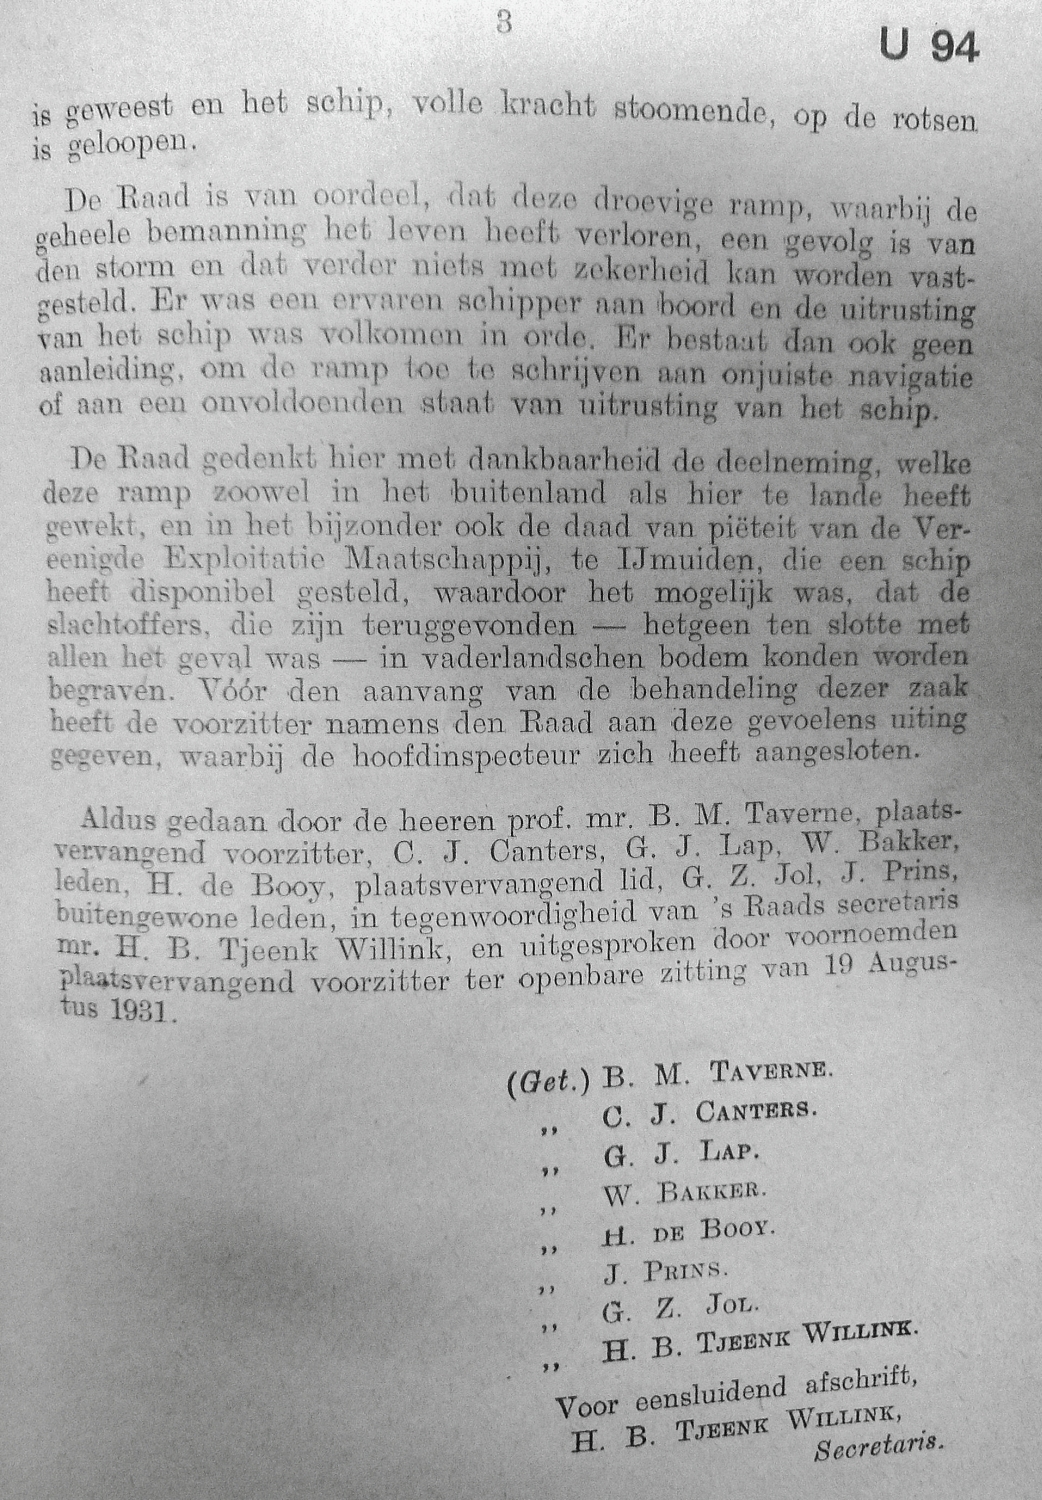 3
U 94
is geweest en het schip, volle kracht stoomende, op de rotsen
is geloopen.
De Raad is van oordeel, dat deze droevige ramp, waarbij de
geheele bemanning het leven heeft verloren, een gevolg is van
den storm en dat verder niets met zekerheid kan worden vast-
gesteld. Er was een ervaren schipper aan boord en de uitrusting
van het schip was volkomen in orde. Er bestaat dan ook geen
aanleiding, om de ramp toe te schrijven aan onjuiste navigatie
of aan een onvoldoenden staat van uitrusting van het schip.
De Raad gedenkt hier met dankbaarheid de deelneming, welke
deze ramp zoowel in het buitenland als hier te lande heeft
gewekt, en in het bijzonder ook de daad van piëteit van de Ver-
eenigde Exploitatie Maatschappij, te IJmuiden, die een schip
heeft disponibel gesteld, waardoor het mogelijk was, dat de
slachtoffers, die zijn teruggevonden — hetgeen ten slotte met
allen het geval was — in vaderlandschen bodem konden worden
begraven. Vóór den aanvang van de behandeling dezer zaak
heeft de voorzitter namens den Raad aan deze gevoelens uiting
gegeven, waarbij de hoofdinspecteur zich heeft aangesloten.
Aldus gedaan door de heeren prof. mr. B. M. Taverne, plaats-
vervangend voorzitter, C. J. Canters, G. J. Lap, W. Bakker,
leden, H. de Booy, plaatsvervangend lid, G. Z. Jol, J. Prins,
buitengewone leden, in tegenwoordigheid van 's Raads secretaris
mr. H. B. Tjeenk Willink, en uitgesproken door voornoemden
plaatsvervangend voorzitter ter openbare zitting van 19 Augus-
tus 1931.
(Get.) B. M. Taverne.
,, C. J. Canters.
,, G. J. Lap.
,, W. Bakker.
,, H. de Booy.
,, J. Prins.
,, G. Z. Jol.
,, H. B. Tjeenk Willink.
Voor eensluidend afschrift,
H. B. Tjeenk Willink,
Secretaris.